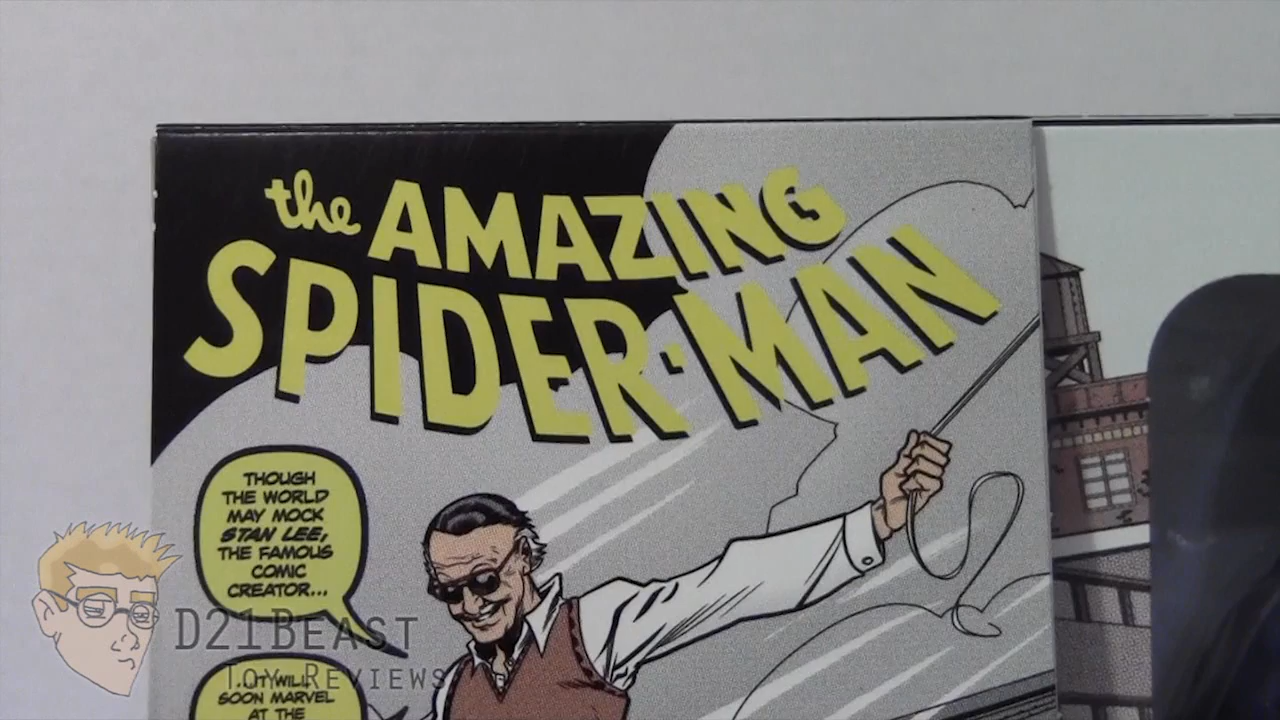 the AMAZING
SPIDER-MAN
THOUGH
THE WORLD
MAY MOCK
STAN LEE,
THE FAMOUS
COMIC
CREATOR...
D21BEAST
TOY REVIEWS
SOON MARVEL
AT THE